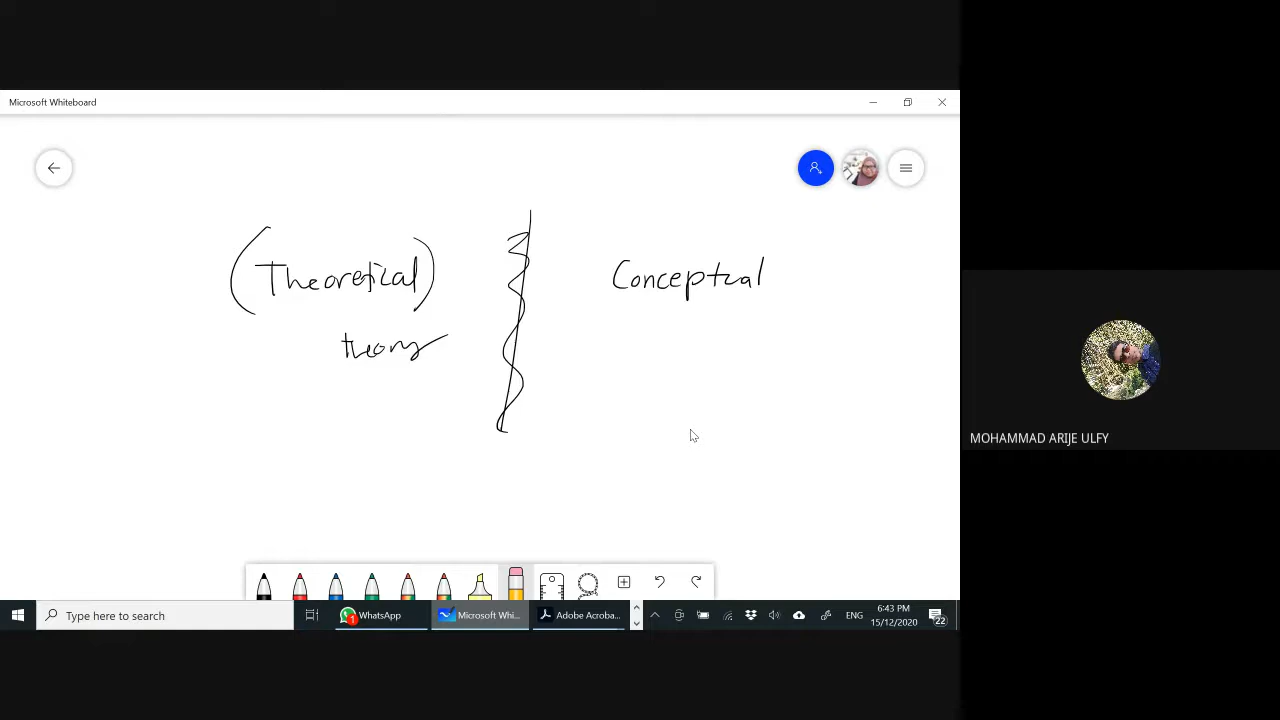 Microsoft Whiteboard
(Theoretical)
Conceptual
theory
MOHAMMAD ARIJE ULFY
Type here to search
1
WhatsApp
Microsoft Whi...
Adobe Acroba...
ENG
6:43 PM
15/12/2020
22